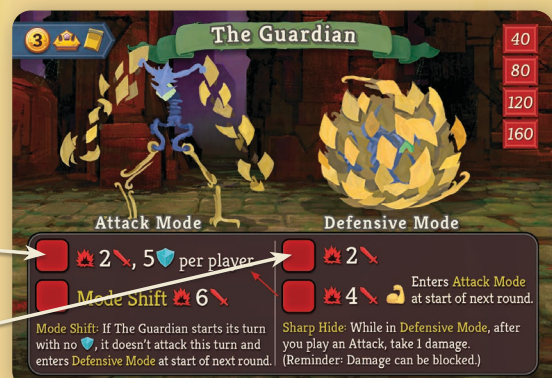 3
The Guardian
40
80
120
160
Attack Mode
Defensive Mode
2, 5 per player
2
Mode Shift 6
4 Enters Attack Mode
at start of next round.
Mode Shift: If The Guardian starts its turn
with no , it doesn't attack this turn and
enters Defensive Mode at start of next round.
Sharp Hide: While in Defensive Mode, after
you play an Attack, take 1 damage.
(Reminder: Damage can be blocked.)